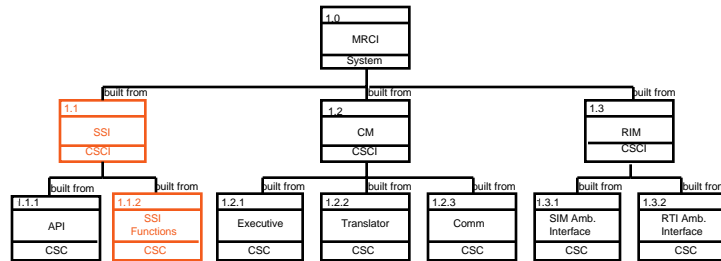 1.0
MRCI
System
built from
built from
built from
1.1
SSI
CSCI
1.2
CM
CSCI
1.3
RIM
CSCI
built from
built from
built from
built from
built from
built from
built from
I.1.1
API
CSC
1.1.2
SSI
Functions
CSC
1.2.1
Executive
CSC
1.2.2
Translator
CSC
1.2.3
Comm
CSC
1.3.1
SIM Amb.
Interface
CSC
1.3.2
RTI Amb.
Interface
CSC